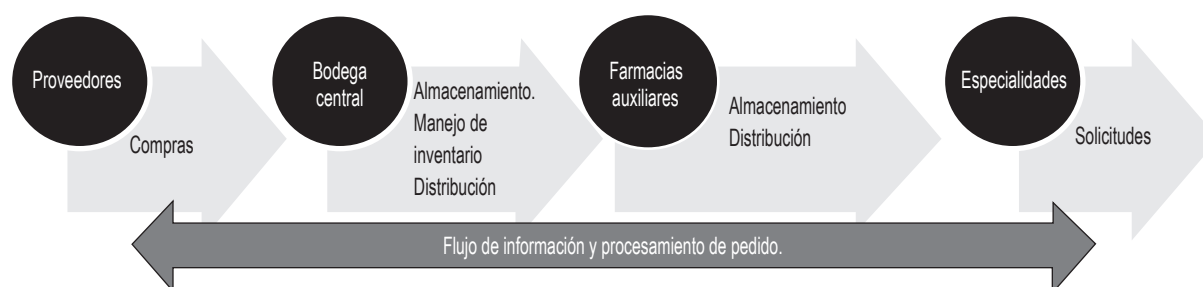 Proveedores
Compras
Bodega
central
Almacenamiento.
Manejo de
inventario
Distribución
Farmacias
auxiliares
Almacenamiento
Distribución
Especialidades
Solicitudes
Flujo de información y procesamiento de pedido.